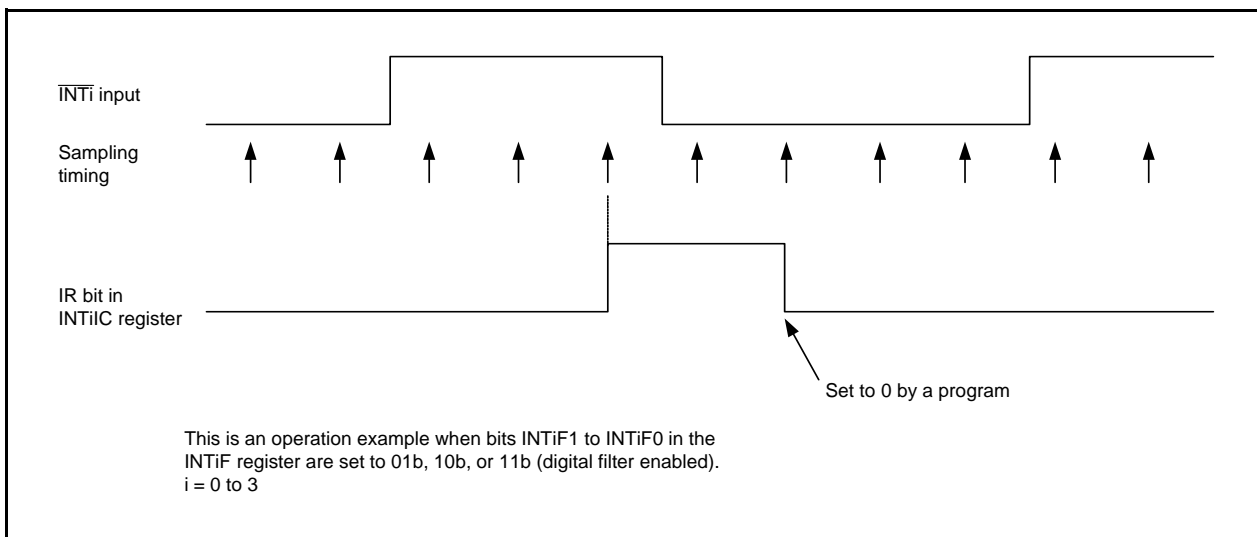 INTi input
Sampling
timing
IR bit in
INTiIC register
Set to 0 by a program
This is an operation example when bits INTiF1 to INTiF0 in the
INTiF register are set to 01b, 10b, or 11b (digital filter enabled).
i = 0 to 3